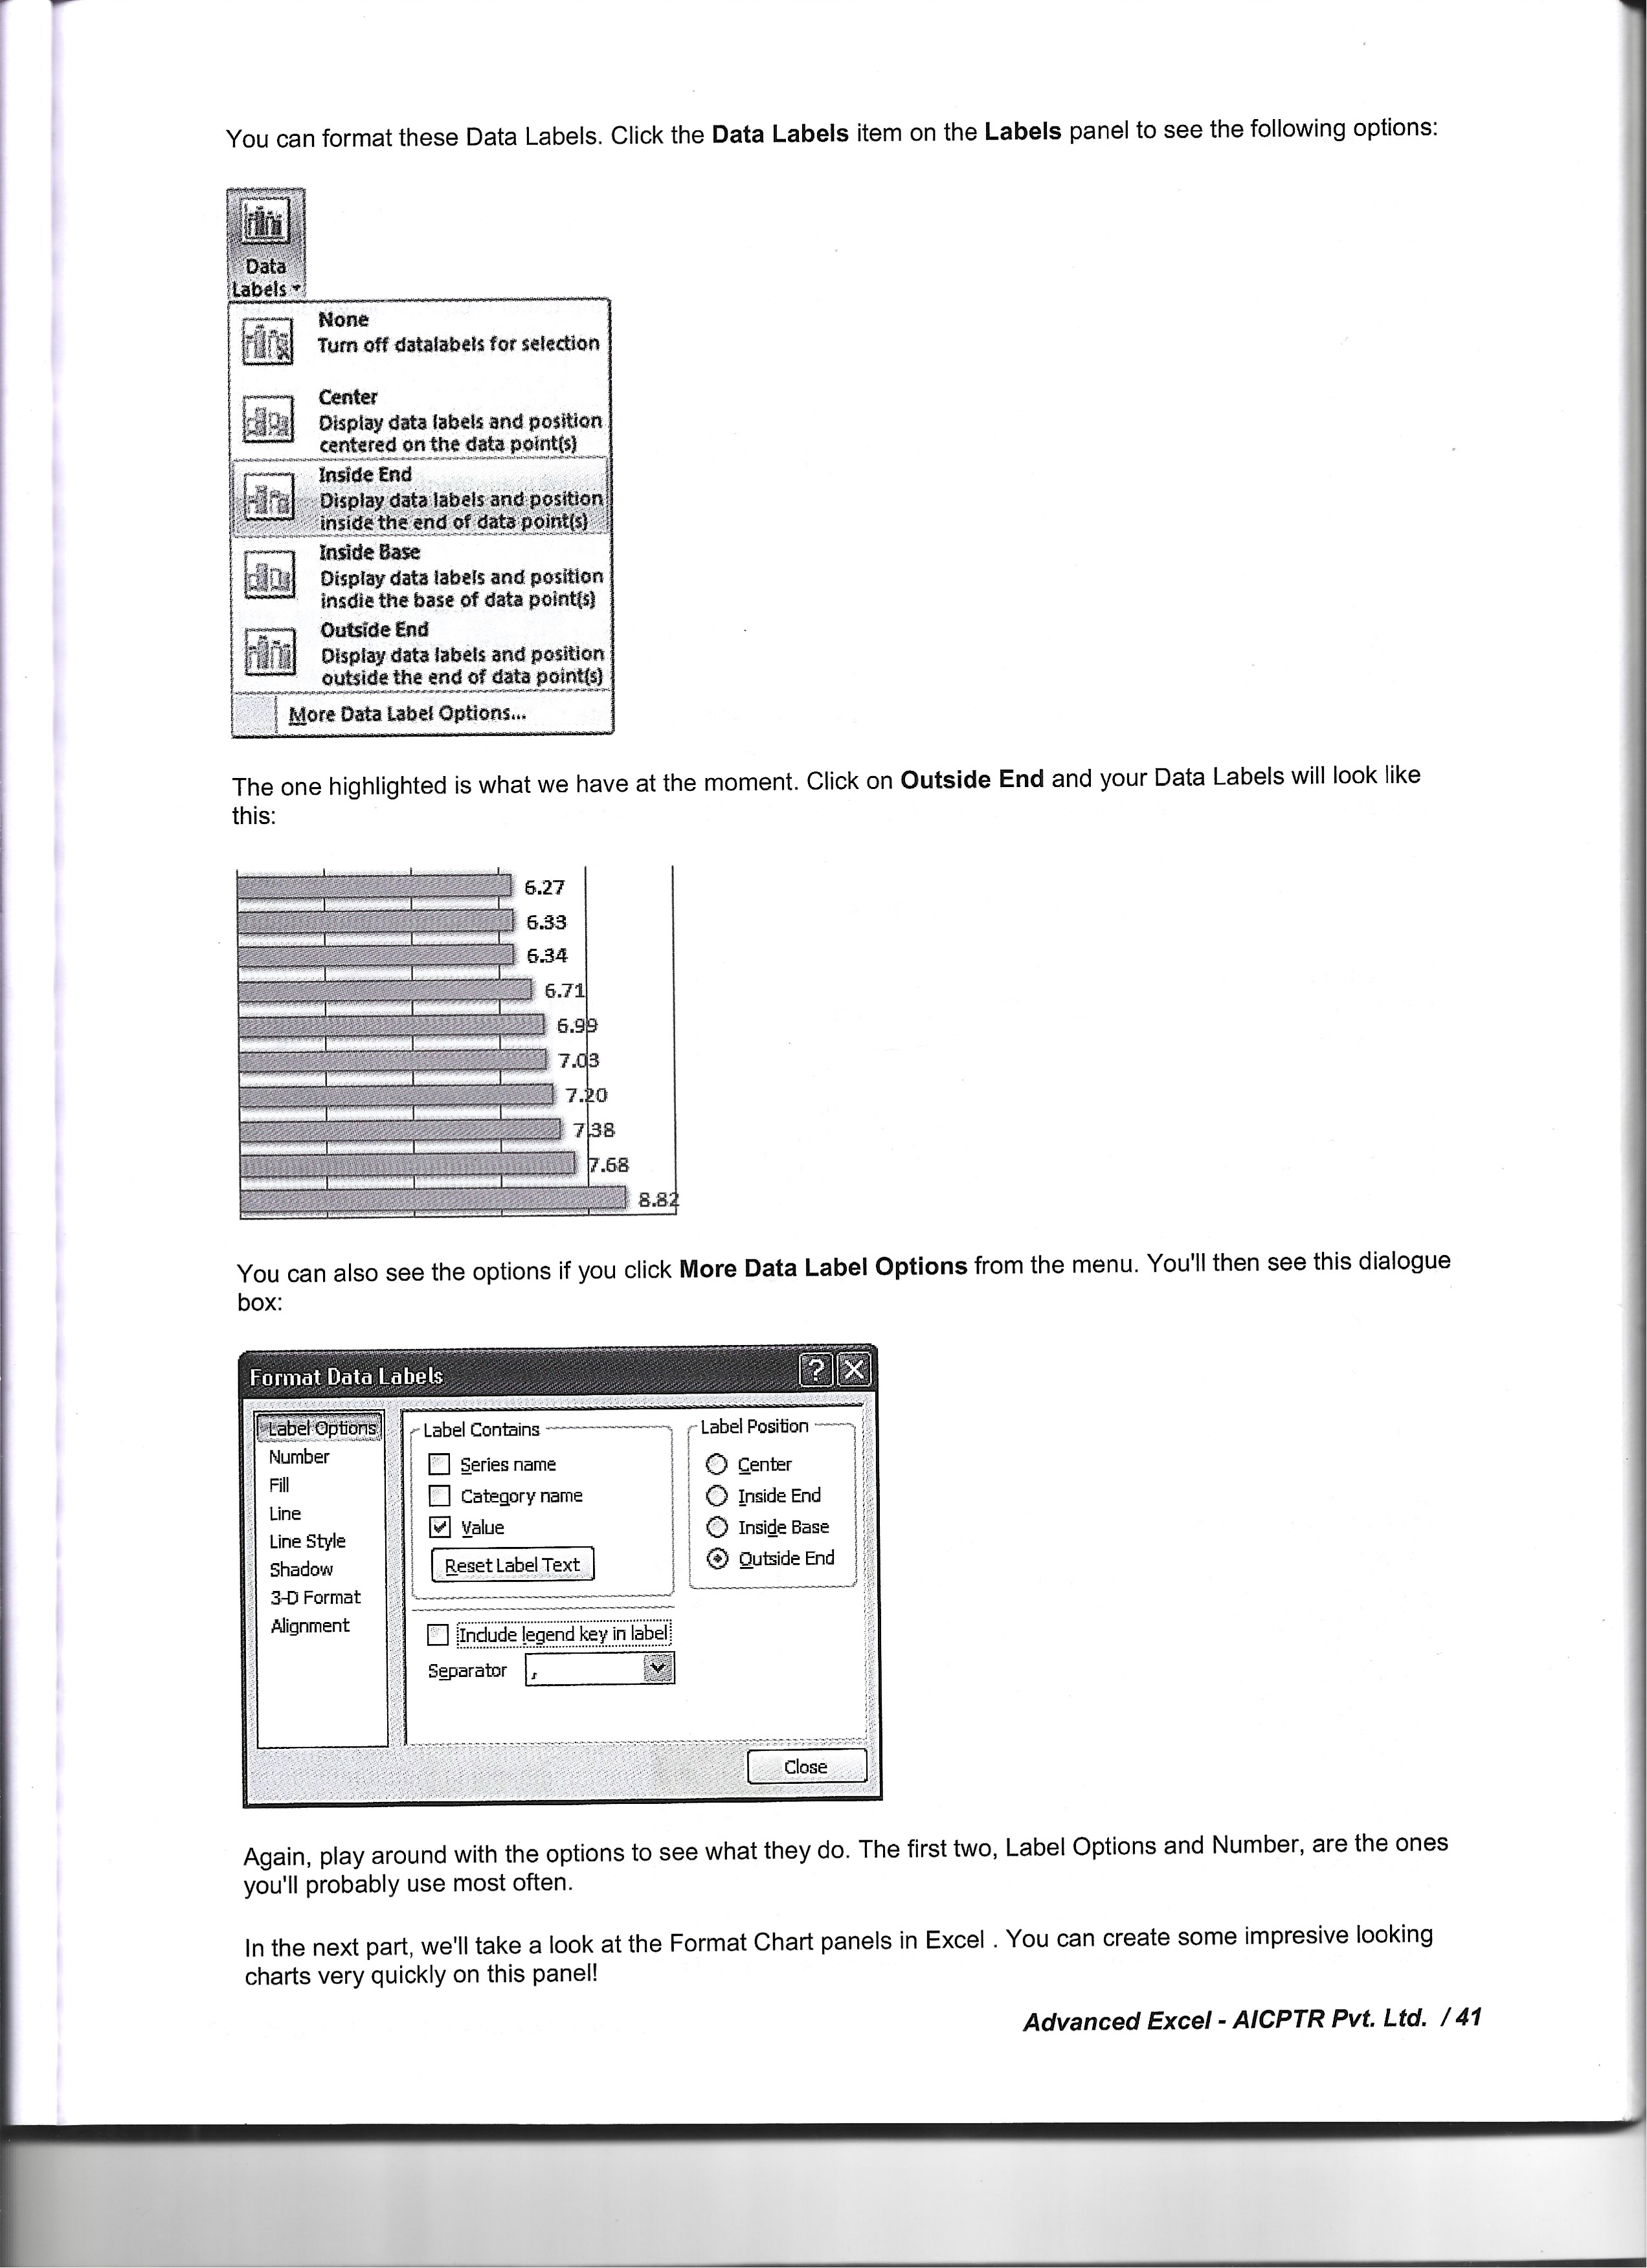 You can format these Data Labels. Click the Data Labels item on the Labels panel to see the following options:
Data
Labels
None
Turn off datalabels for selection
Center
Display data labels and position
centered on the data point(s)
Inside End
Display data labels and position
inside the end of data point(s)
Inside Base
Display data labels and position
insdie the base of data point(s)
Outside End
Display data labels and position
outside the end of data point(s)
More Data Label Options...
The one highlighted is what we have at the moment. Click on Outside End and your Data Labels will look like
this:
6.27
6.33
6.34
6.71
6.99
7.03
7.20
7.38
7.68
8.82
You can also see the options if you click More Data Label Options from the menu. You'll then see this dialogue
box:
Format Data Labels
Label Options
Number
Fill
Line
Line Style
Shadow
3-D Format
Alignment
Label Contains
Series name
Category name
Value
Reset Label Text
Include legend key in label
Separator ,
Label Position
Center
Inside End
Inside Base
Outside End
Close
Again, play around with the options to see what they do. The first two, Label Options and Number, are the ones
you'll probably use most often.
In the next part, we'll take a look at the Format Chart panels in Excel . You can create some impresive looking
charts very quickly on this panel!
Advanced Excel - AICPTR Pvt. Ltd. / 41